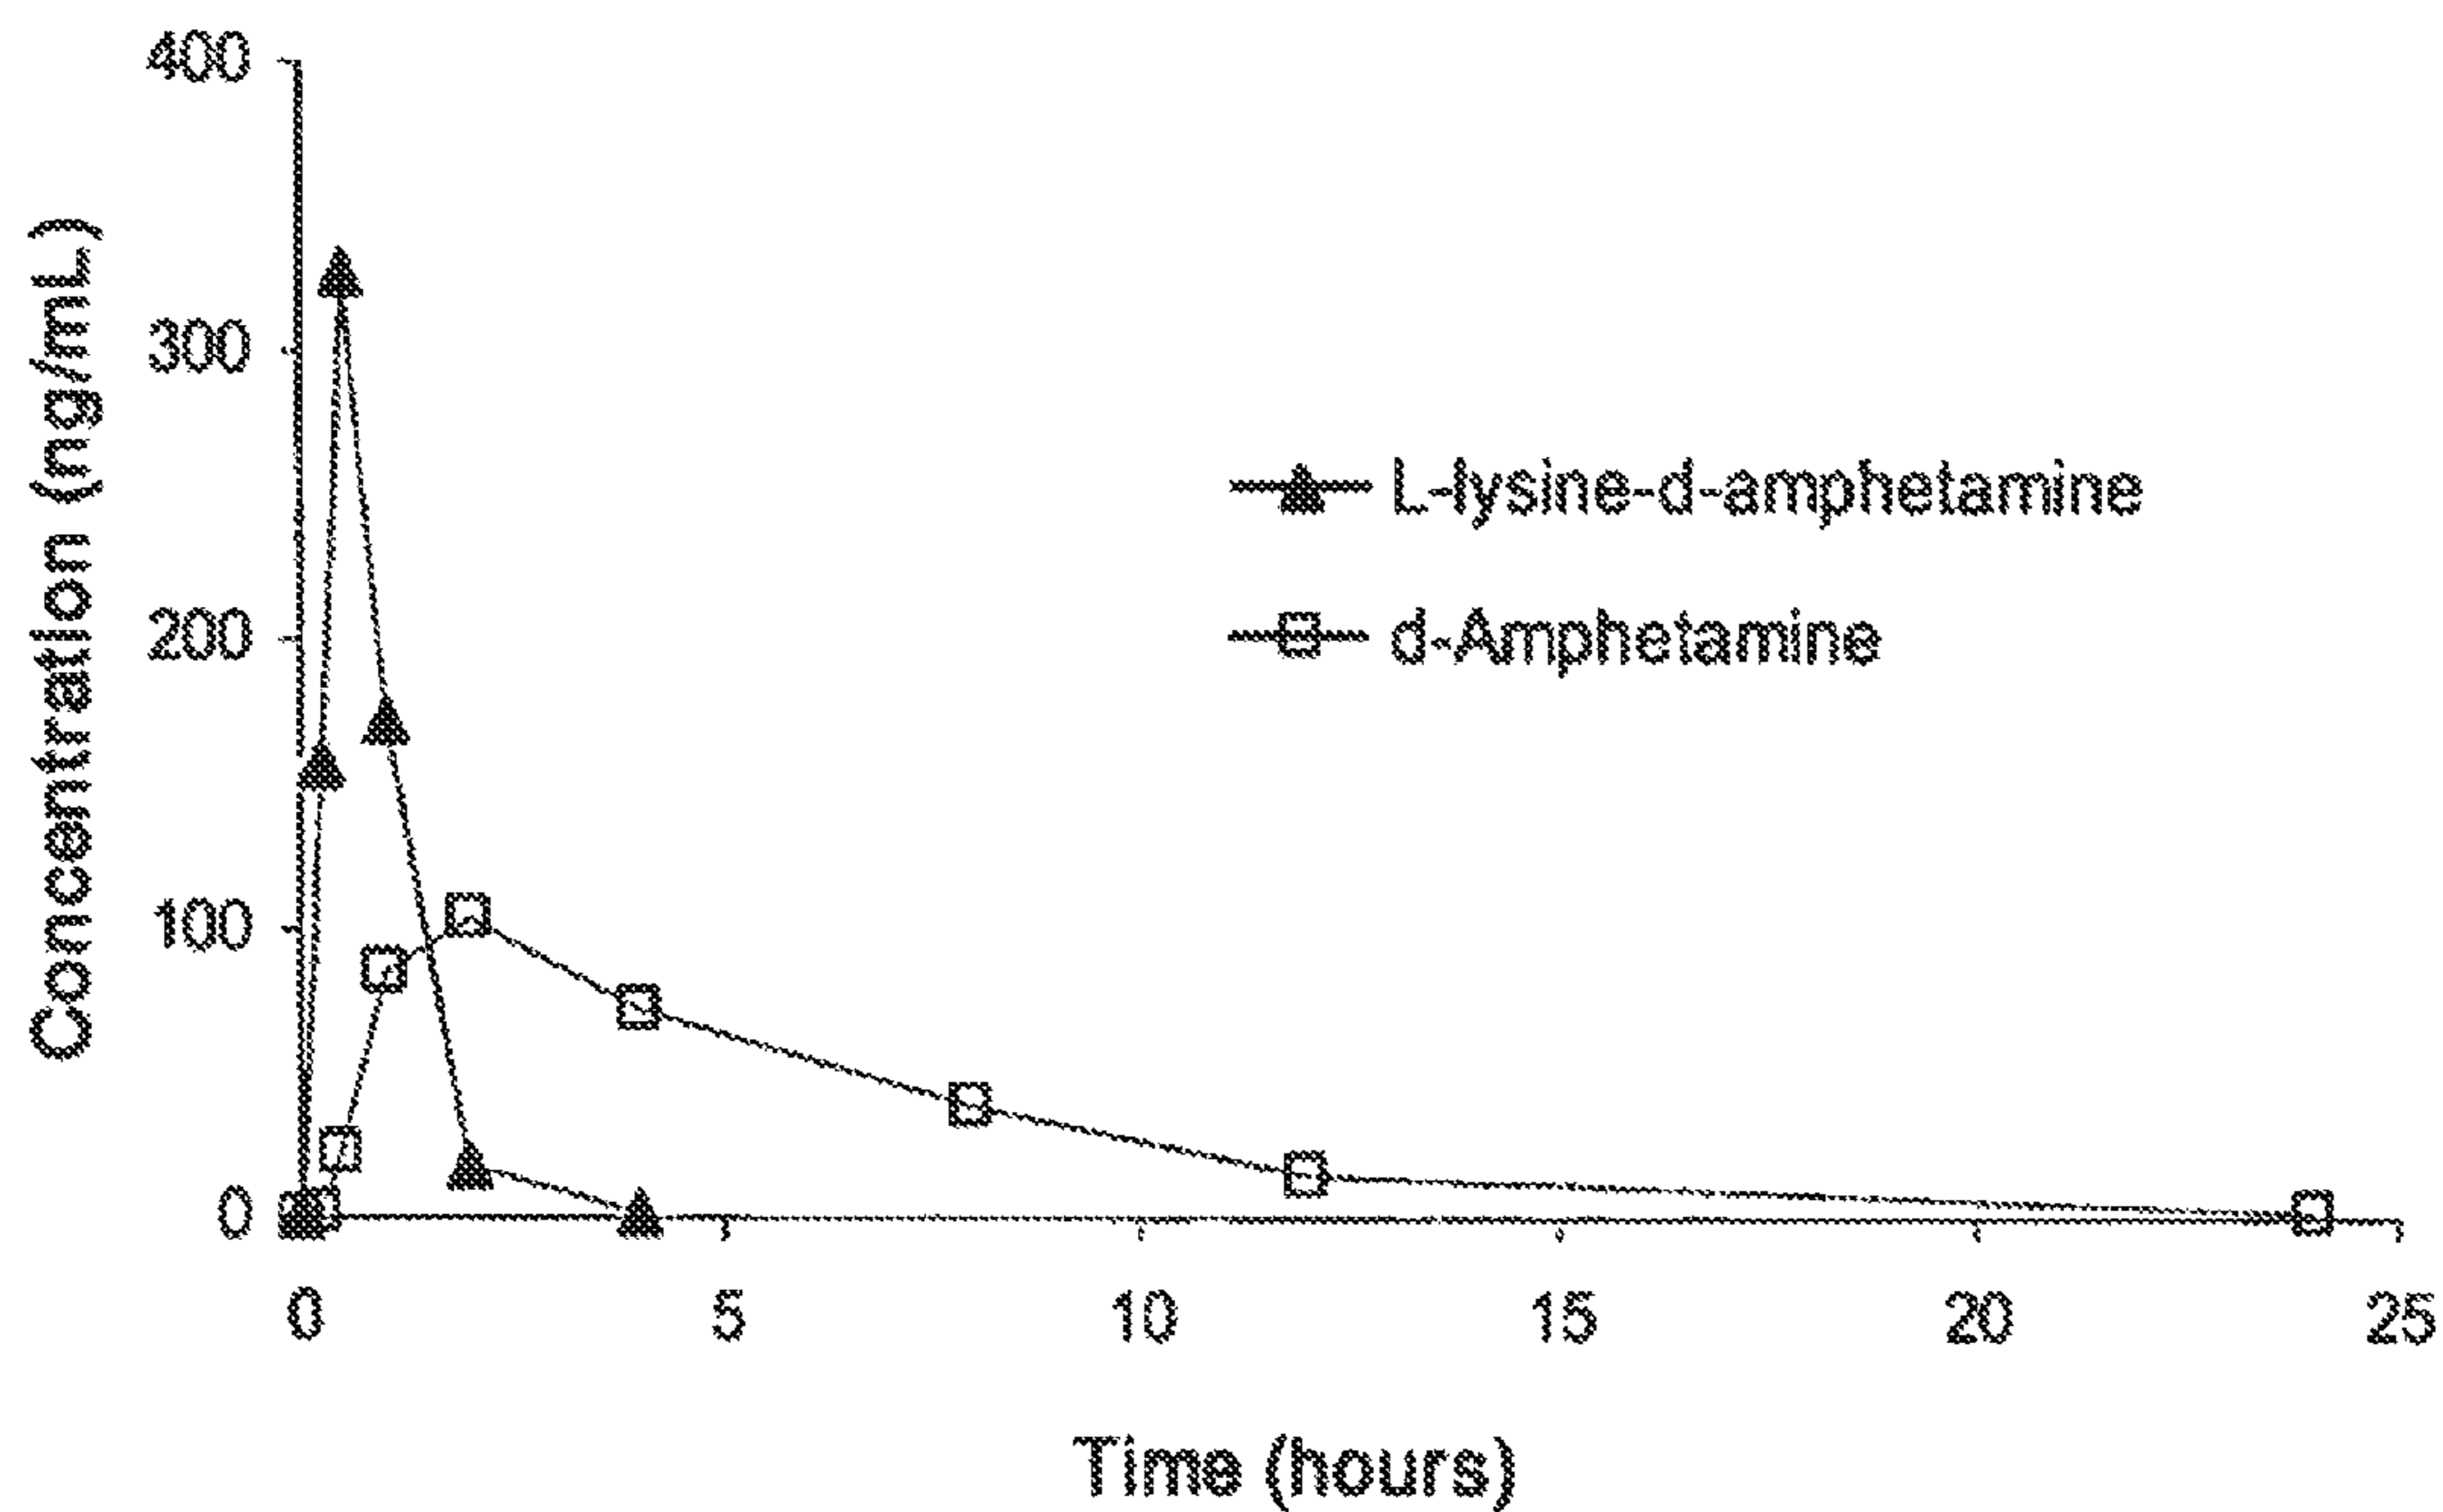 400
300
200
100
0
Concentration (ng/mL)
L-lysine-d-amphetamine
d-Amphetamine
0 5 10 15 20 25
Time (hours)